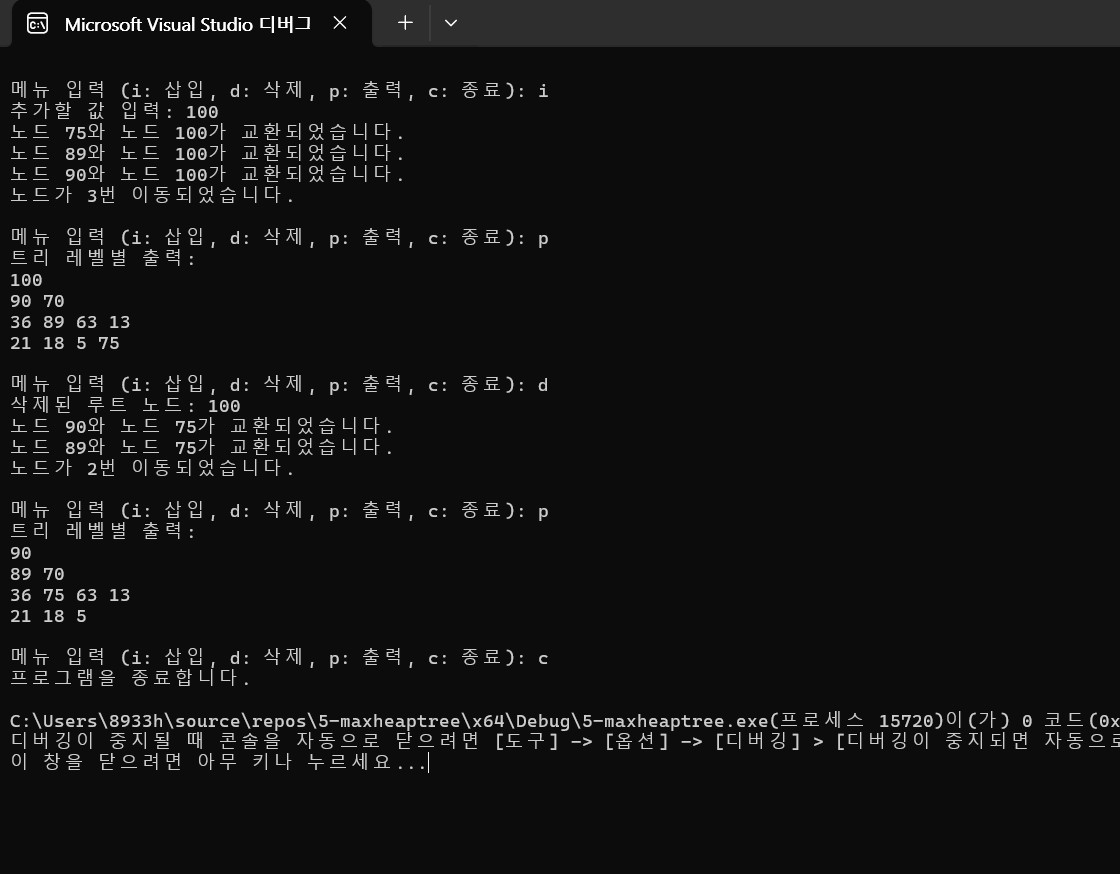 Microsoft Visual Studio 디버그
메뉴 입력 (i: 삽입, d: 삭제, p: 출력, c: 종료): i
추가할 값 입력: 100
노드 75와 노드 100가 교환되었습니다.
노드 89와 노드 100가 교환되었습니다.
노드 90와 노드 100가 교환되었습니다.
노드가 3번 이동되었습니다.
메뉴 입력 (i: 삽입, d: 삭제, p: 출력, c: 종료): p
트리 레벨별 출력:
100
90 70
36 89 63 13
21 18 5 75
메뉴 입력 (i: 삽입, d: 삭제, p: 출력, c: 종료): d
삭제된 루트 노드: 100
노드 90와 노드 75가 교환되었습니다.
노드 89와 노드 75가 교환되었습니다.
노드가 2번 이동되었습니다.
메뉴 입력 (i: 삽입, d: 삭제, p: 출력, c: 종료): p
트리 레벨별 출력:
90
89 70
36 75 63 13
21 18 5
메뉴 입력 (i: 삽입, d: 삭제, p: 출력, c: 종료): c
프로그램을 종료합니다.
C:\Users\8933h\source\repos\5-maxheaptree\x64\Debug\5-maxheaptree.exe(프로세스 15720)이(가) 0 코드(0x
디버깅이 중지될 때 콘솔을 자동으로 닫으려면 [도구] -> [옵션] -> [디버깅] > [디버깅이 중지되면 자동으로
이 창을 닫으려면 아무 키나 누르세요...